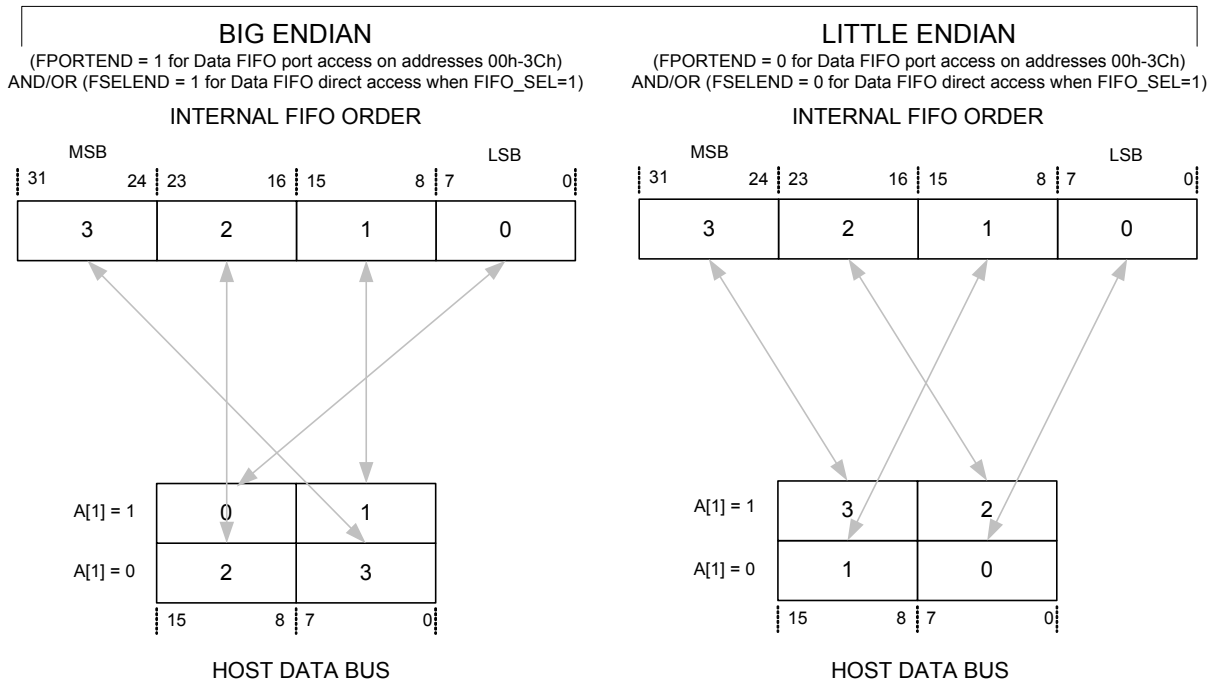 BIG ENDIAN
(FPORTEND = 1 for Data FIFO port access on addresses 00h-3Ch)
AND/OR (FSELEND = 1 for Data FIFO direct access when FIFO_SEL=1)
INTERNAL FIFO ORDER
MSB LSB
31 24 23 16 15 8 7 0
3 2 1 0
A[1] = 1 0 1
A[1] = 0 2 3
15 8 7 0
HOST DATA BUS
LITTLE ENDIAN
(FPORTEND = 0 for Data FIFO port access on addresses 00h-3Ch)
AND/OR (FSELEND = 0 for Data FIFO direct access when FIFO_SEL=1)
INTERNAL FIFO ORDER
MSB LSB
31 24 23 16 15 8 7 0
3 2 1 0
A[1] = 1 3 2
A[1] = 0 1 0
15 8 7 0
HOST DATA BUS